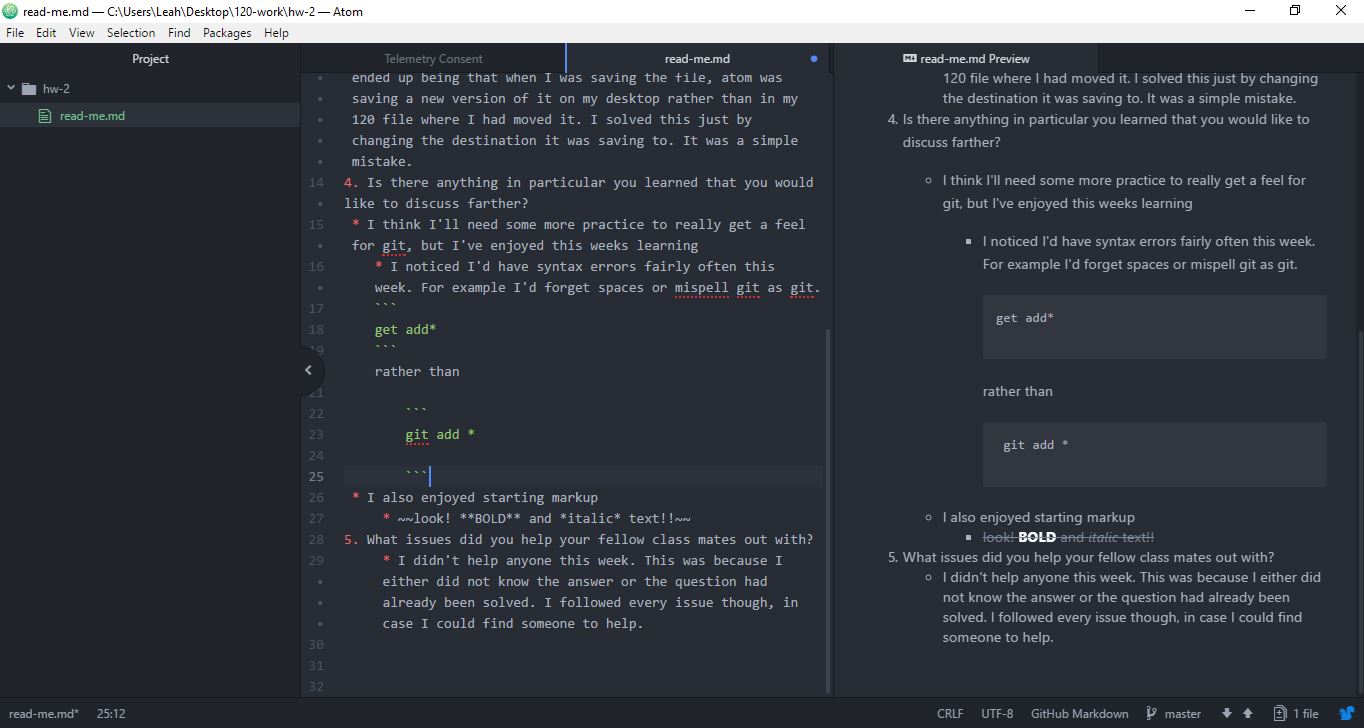 read-me.md — C:\Users\Leah\Desktop\120-work\hw-2 — Atom
File Edit View Selection Find Packages Help
Project
hw-2
read-me.md
Telemetry Consent
read-me.md
ended up being that when I was saving the file, atom was
saving a new version of it on my desktop rather than in my
120 file where I had moved it. I solved this just by
changing the destination it was saving to. It was a simple
mistake.
14 4. Is there anything in particular you learned that you would
like to discuss farther?
15 * I think I'll need some more practice to really get a feel
for git, but I've enjoyed this weeks learning
16 * I noticed I'd have syntax errors fairly often this
week. For example I'd forget spaces or mispell git as git.
17 ```
18 get add*
19 ```
rather than
21
22 ```
23 git add *
24
25 ```
26 * I also enjoyed starting markup
27 * ~~look! **BOLD** and *italic* text!!~~
28 5. What issues did you help your fellow class mates out with?
29 * I didn't help anyone this week. This was because I
either did not know the answer or the question had
already been solved. I followed every issue though, in
case I could find someone to help.
30
31
32
read-me.md Preview
120 file where I had moved it. I solved this just by changing
the destination it was saving to. It was a simple mistake.
4. Is there anything in particular you learned that you would like to
discuss farther?
I think I'll need some more practice to really get a feel for
git, but I've enjoyed this weeks learning
I noticed I'd have syntax errors fairly often this week.
For example I'd forget spaces or mispell git as git.
get add*
rather than
git add *
I also enjoyed starting markup
look! BOLD and italic text!!
5. What issues did you help your fellow class mates out with?
I didn't help anyone this week. This was because I either did
not know the answer or the question had already been
solved. I followed every issue though, in case I could find
someone to help.
read-me.md* 25:12
CRLF UTF-8 GitHub Markdown master 1 file